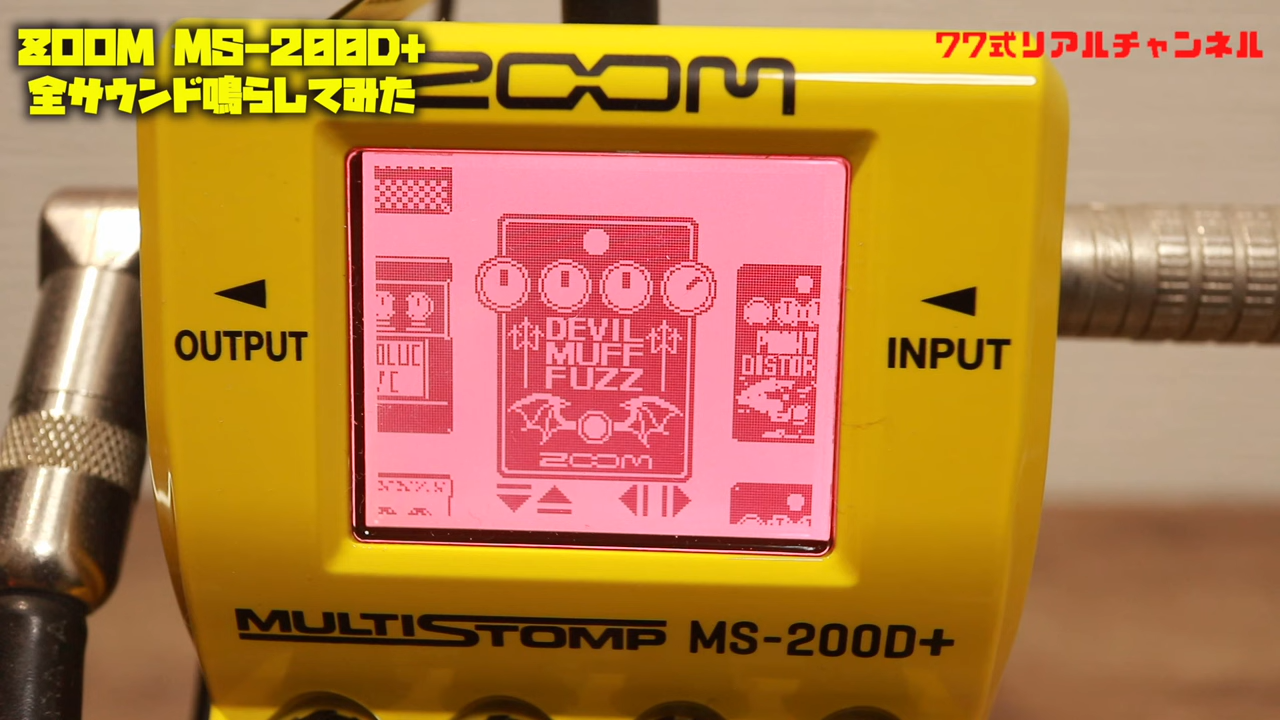 ZOOM MS-200D+
全サウンド鳴らしてみた
77式リアルチャンネル
ZOOM
OUTPUT
INPUT
DEVIL
MUFF
FUZZ
ZOOM
DISTOR
MULTISTOMP MS-200D+